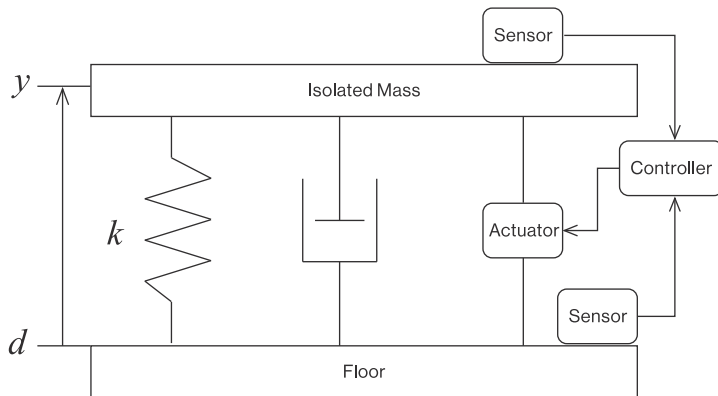 Sensor
y
Isolated Mass
Controller
k
Actuator
Sensor
d
Floor